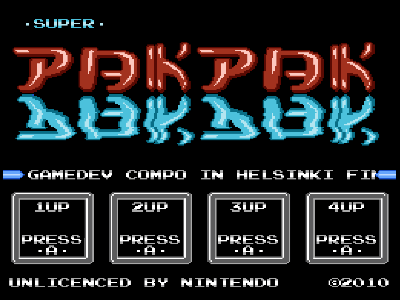 ·SUPER·
PAKPAK
GAMEDEV COMPO IN HELSINKI FIN
1UP 2UP 3UP 4UP
PRESS PRESS PRESS PRESS
·A· ·A· ·A· ·A·
UNLICENCED BY NINTENDO ©2010